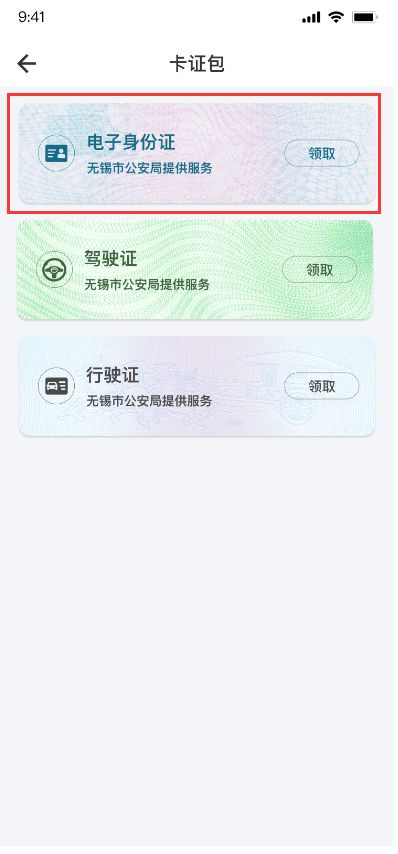 9:41
卡证包
电子身份证
无锡市公安局提供服务
领取
驾驶证
无锡市公安局提供服务
领取
行驶证
无锡市公安局提供服务
领取